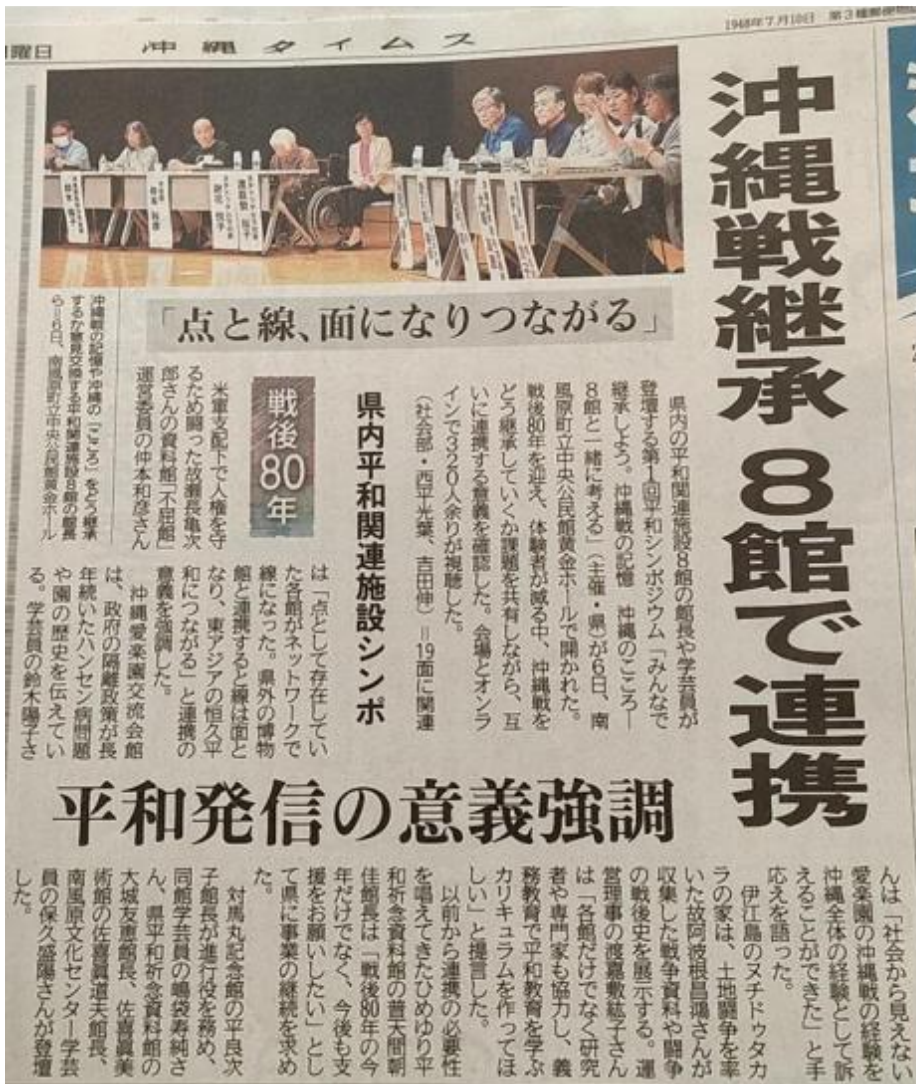 曜日
沖縄タイムス
1948年7月10日 第3種郵便
沖縄戦継承 8館で連携
「点と線、面になりつながる」
沖縄戦の記憶や沖縄の「こころ」をどう継承
するか意見交換する平和関連施設8館の館長
ら=6日、南風原町立中央公民館黄金ホール
県内平和関連施設シンポ
戦後80年
平和発信の意義強調
県内の平和関連施設8館の館長や学芸員が
登壇する第1回平和シンポジウム「みんなで
継承しよう。沖縄戦の記憶 沖縄のこころ―
8館と一緒に考える」(主催・県)が6日、南
風原町立中央公民館黄金ホールで開かれた。
戦後80年を迎え、体験者が減る中、沖縄戦を
どう継承していくか課題を共有しながら、互
いに連携する意義を確認した。会場とオンラ
インで320人余りが視聴した。
(社会部・西平光葉、吉田伸)=19面に関連
米軍支配下で人権を守
るため闘った故瀬長亀次
郎さんの資料館「不屈館」
運営委員の仲本和彦さん
は「点として存在してい
た各館がネットワークで
線になった。県外の博物
館と連携すると線は面と
なり、東アジアの恒久平
和につながる」と連携の
意義を強調した。
沖縄愛楽園交流会館
は、政府の隔離政策が長
年続いたハンセン病問題
や園の歴史を伝えてい
る。学芸員の鈴木陽子さ
んは「社会から見えない
愛楽園の沖縄戦の経験を
沖縄全体の経験として訴
えることができた」と手
応えを語った。
伊江島のヌチドゥタカ
ラの家は、土地闘争を率
いた故阿波根昌鴻さんが
収集した戦争資料や闘争
の戦後史を展示する。運
営理事の渡嘉敷紘子さん
は「各館だけでなく研究
者や専門家も協力し、義
務教育で平和教育を学ぶ
カリキュラムを作ってほ
しい」と提言した。
以前から連携の必要性
を唱えてきたひめゆり平
和祈念資料館の普天間朝
佳館長は「戦後80年の今
年だけでなく、今後も支
援をお願いしたい」とし
て県に事業の継続を求め
た。
対馬丸記念館の平良次
子館長が進行役を務め、
同館学芸員の嶋袋寿純さ
ん、県平和祈念資料館の
大城友恵館長、佐喜眞美
術館の佐喜眞道夫館長、
南風原文化センター学芸
員の保久盛陽さんが登壇
した。